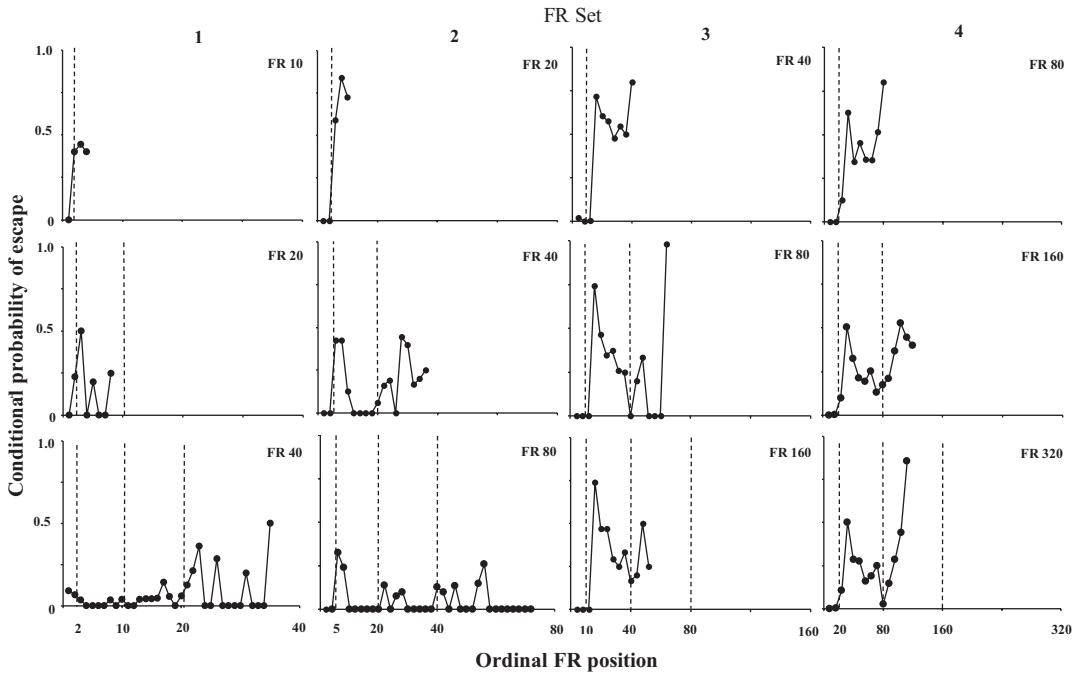 FR Set
1 2 3 4
1.0 FR 10 FR 20 FR 40 FR 80
0.5
0
1.0 FR 20 FR 40 FR 80 FR 160
0.5
0
1.0 FR 40 FR 80 FR 160 FR 320
0.5
0
2 10 20 40 5 20 40 80 10 40 80 160 20 80 160 320
Ordinal FR position
Conditional probability of escape